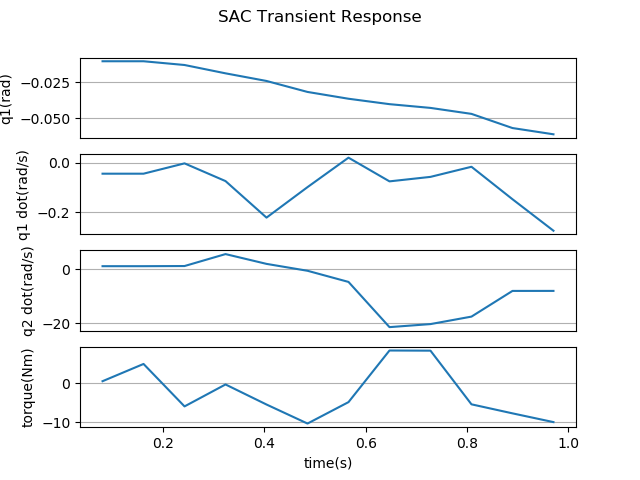 SAC Transient Response
q1(rad)
−0.025
−0.050
q1 dot(rad/s)
0.0
−0.2
q2 dot(rad/s)
0
−20
torque(Nm)
0
−10
0.2 0.4 0.6 0.8 1.0
time(s)